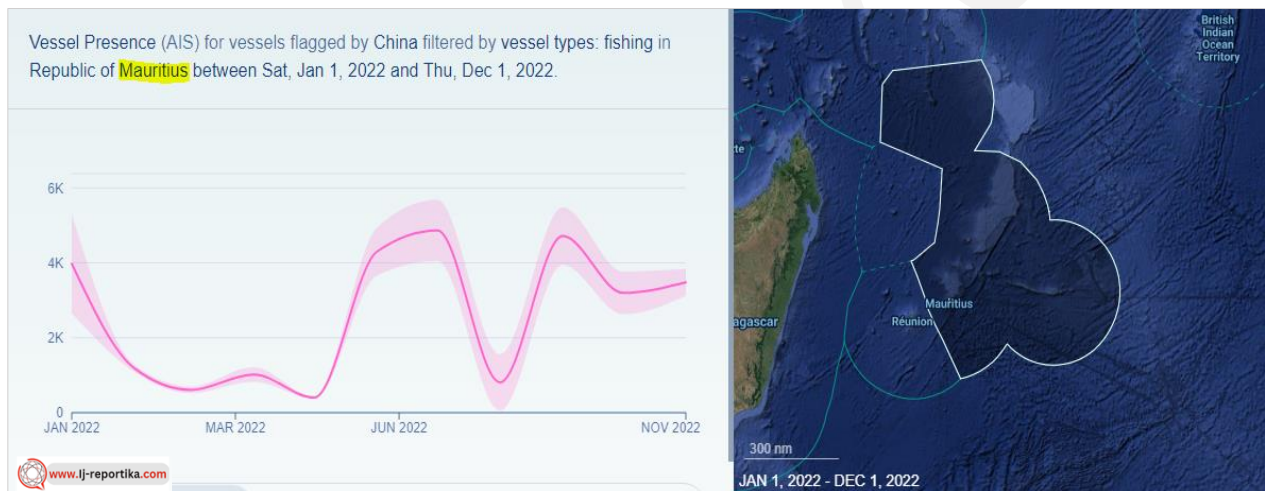 Vessel Presence (AIS) for vessels flagged by China filtered by vessel types: fishing in
Republic of Mauritius between Sat, Jan 1, 2022 and Thu, Dec 1, 2022.
6K
4K
2K
0
JAN 2022
MAR 2022
JUN 2022
NOV 2022
www.lj-reportika.com
British
Indian
Ocean
Territory
te
Mauritius
Réunion
agascar
300 nm
JAN 1, 2022 - DEC 1, 2022